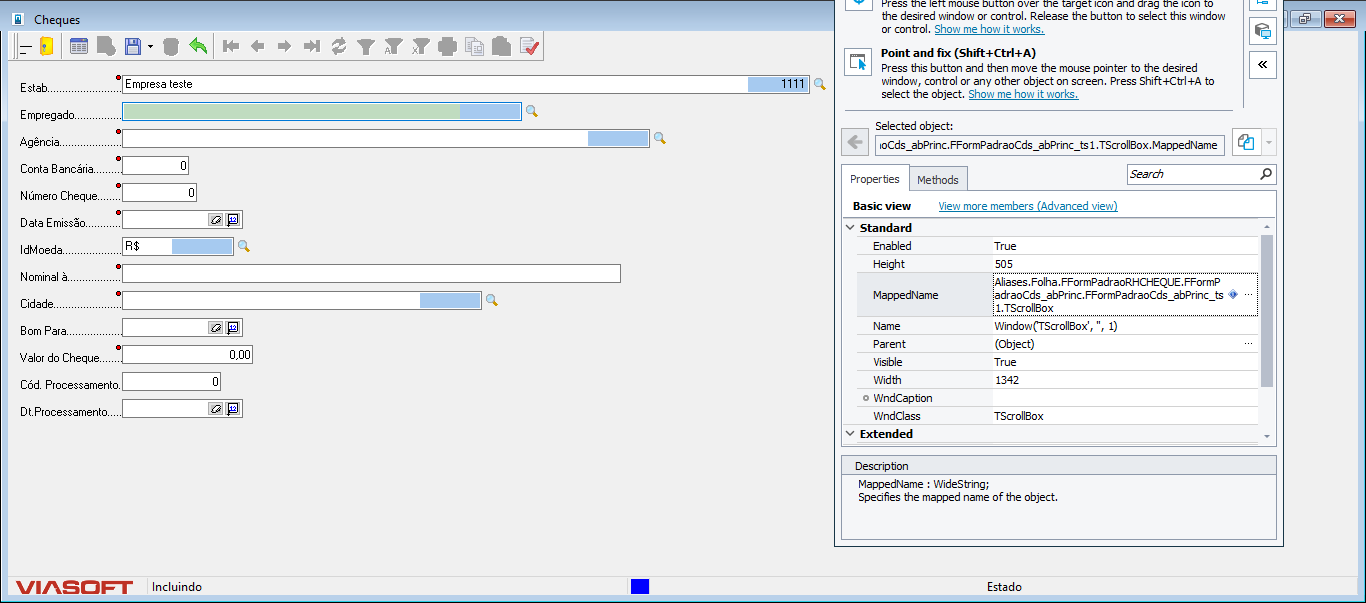 Cheques
Estab.............................
Empresa teste
1111
Empregado................
Agência.......................
Conta Bancária.........
0
Número Cheque........
0
Data Emissão............
IdMoeda....................
R$
Nominal à..................
Cidade........................
Bom Para...................
Valor do Cheque.......
0,00
Cód. Processamento.
0
Dt.Processamento.....
VIASOFT
Incluindo
Estado
Press the left mouse button over the target icon and drag the icon to
the desired window or control. Release the button to select this window
or control. Show me how it works.
Point and fix (Shift+Ctrl+A)
Press this button and then move the mouse pointer to the desired
window, control or any other object on screen. Press Shift+Ctrl+A to
select the object. Show me how it works.
Selected object:
oCds_abPrinc.FFormPadraoCds_abPrinc_ts1.TScrollBox.MappedName
Properties
Methods
Search
Basic view
View more members (Advanced view)
Standard
Enabled
True
Height
505
MappedName
Aliases.Folha.FFormPadraoRHCHEQUE.FFormP
adraoCds_abPrinc.FFormPadraoCds_abPrinc_ts
1.TScrollBox
Name
Window('TScrollBox', '', 1)
Parent
(Object)
Visible
True
Width
1342
WndCaption
WndClass
TScrollBox
Extended
Description
MappedName : WideString;
Specifies the mapped name of the object.